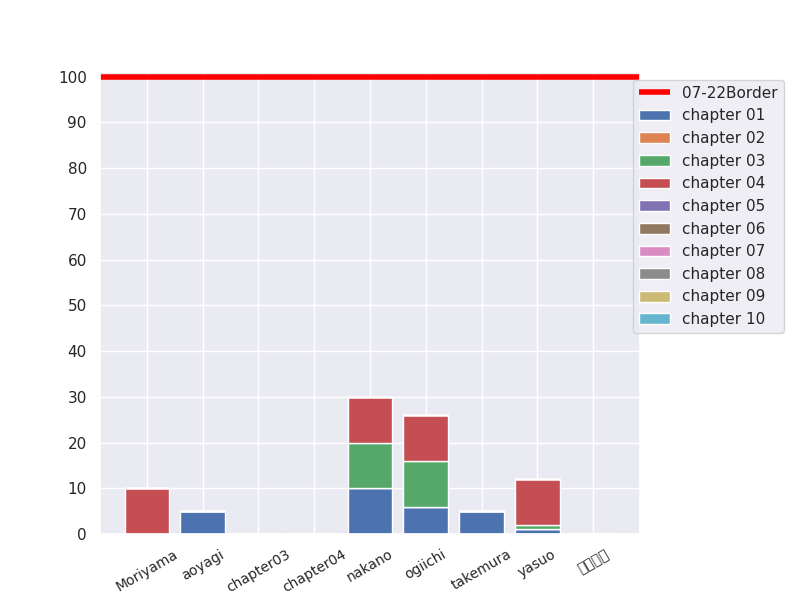 100
90
80
70
60
50
40
30
20
10
0
07-22Border
chapter 01
chapter 02
chapter 03
chapter 04
chapter 05
chapter 06
chapter 07
chapter 08
chapter 09
chapter 10
Moriyama
aoyagi
chapter03
chapter04
nakano
ogiichi
takemura
yasuo